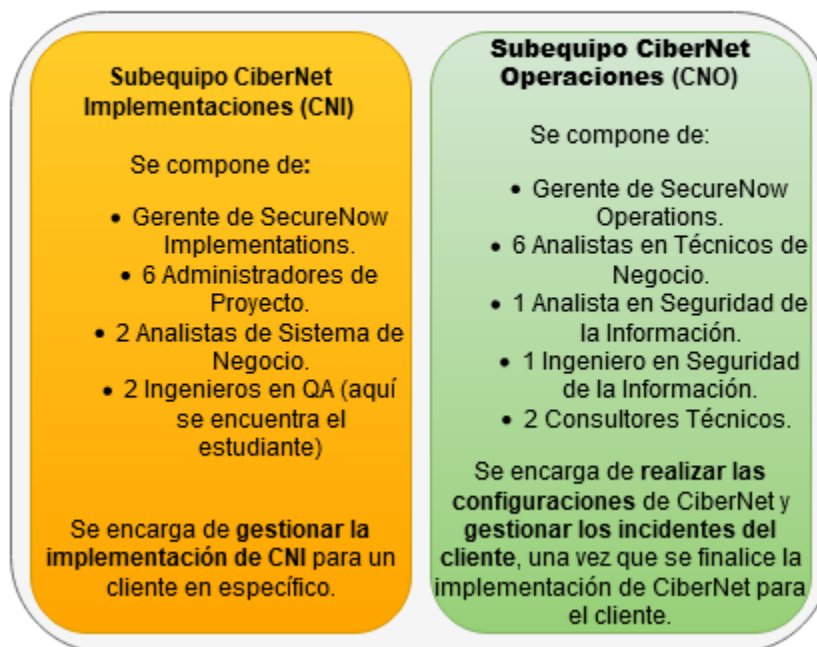 Subequipo CiberNet
Implementaciones (CNI)
Se compone de:
• Gerente de SecureNow
Implementations.
• 6 Administradores de
Proyecto.
• 2 Analistas de Sistema de
Negocio.
• 2 Ingenieros en QA (aquí
se encuentra el
estudiante)
Se encarga de gestionar la
implementación de CNI para un
cliente en específico.
Subequipo CiberNet
Operaciones (CNO)
Se compone de:
• Gerente de SecureNow
Operations.
• 6 Analistas en Técnicos de
Negocio.
• 1 Analista en Seguridad de
la Información.
• 1 Ingeniero en Seguridad
de la Información.
• 2 Consultores Técnicos.
Se encarga de realizar las
configuraciones de CiberNet y
gestionar los incidentes del
cliente, una vez que se finalice la
implementación de CiberNet para
el cliente.